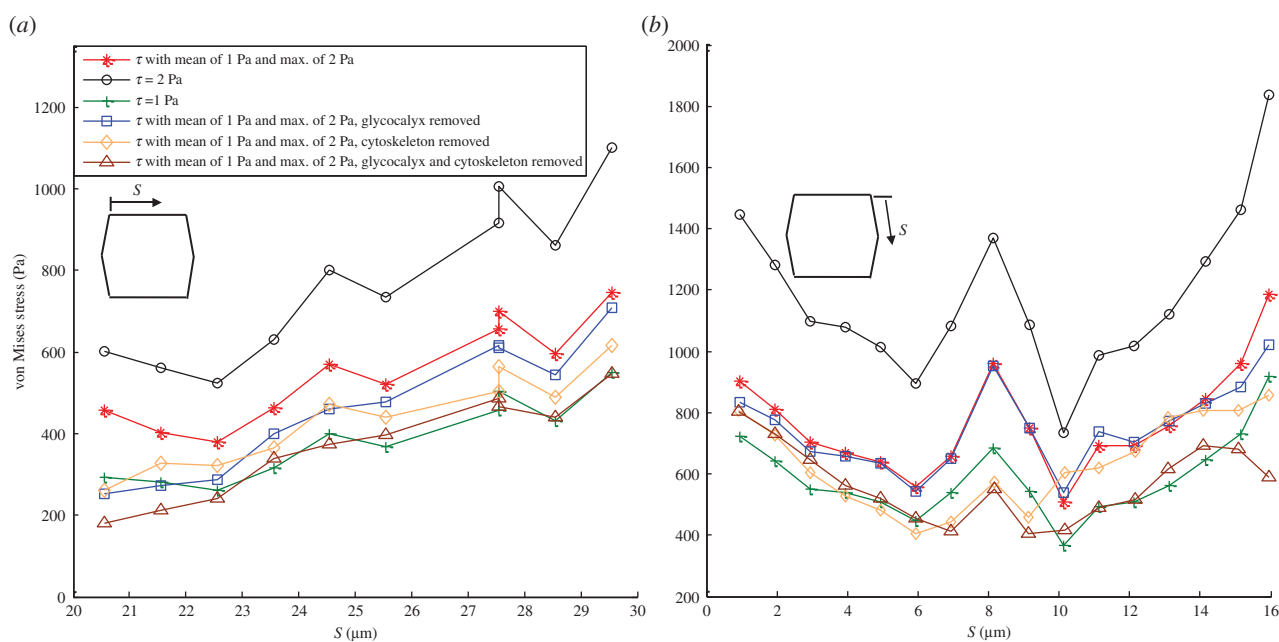 (a)
τ with mean of 1 Pa and max. of 2 Pa
τ = 2 Pa
τ =1 Pa
τ with mean of 1 Pa and max. of 2 Pa, glycocalyx removed
τ with mean of 1 Pa and max. of 2 Pa, cytoskeleton removed
τ with mean of 1 Pa and max. of 2 Pa, glycocalyx and cytoskeleton removed
S
von Mises stress (Pa)
1200
1000
800
600
400
200
0
20 21 22 23 24 25 26 27 28 29 30
S (µm)
(b)
2000
1800
1600
1400
1200
1000
800
600
400
200
S
0 2 4 6 8 10 12 14 16
S (µm)